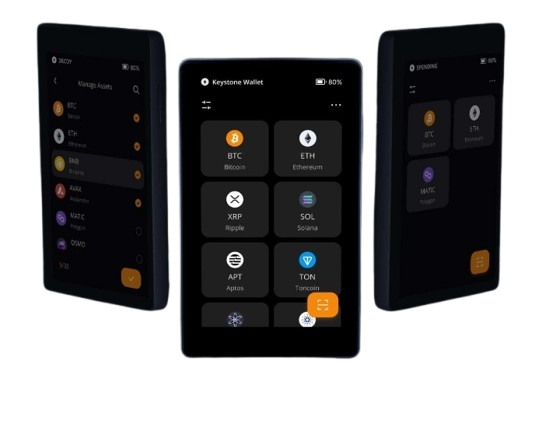 DECOY
80%
Manage Assets
BTC
Bitcoin
ETH
Ethereum
BNB
Binance
AVAX
Avalanche
MATIC
Polygon
OSMO
Keystone Wallet
80%
BTC
Bitcoin
ETH
Ethereum
XRP
Ripple
SOL
Solana
APT
Aptos
TON
Toncoin
SPENDING
80%
BTC
Bitcoin
ETH
Ethereum
MATIC
Polygon